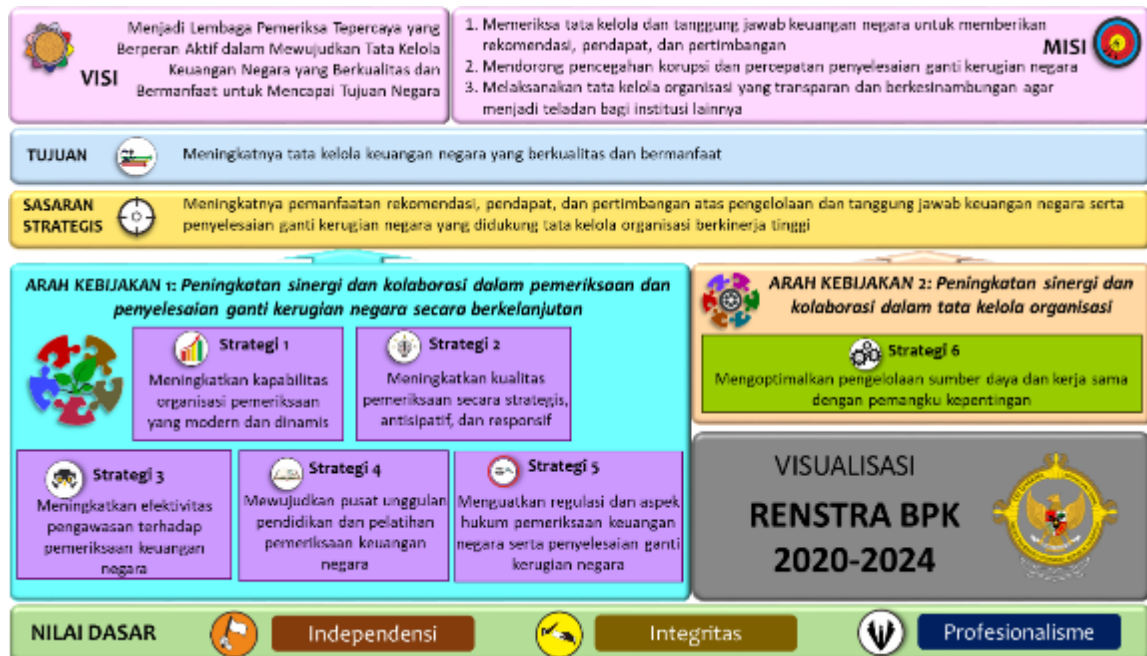 VISI
Menjadi Lembaga Pemeriksa Tepercaya yang
Berperan Aktif dalam Mewujudkan Tata Kelola
Keuangan Negara yang Berkualitas dan
Bermanfaat untuk Mencapai Tujuan Negara
MISI
1. Memeriksa tata kelola dan tanggung jawab keuangan negara untuk memberikan
rekomendasi, pendapat, dan pertimbangan
2. Mendorong pencegahan korupsi dan percepatan penyelesaian ganti kerugian negara
3. Melaksanakan tata kelola organisasi yang transparan dan berkesinambungan agar
menjadi teladan bagi institusi lainnya
TUJUAN
Meningkatnya tata kelola keuangan negara yang berkualitas dan bermanfaat
SASARAN
STRATEGIS
Meningkatnya pemanfaatan rekomendasi, pendapat, dan pertimbangan atas pengelolaan dan tanggung jawab keuangan negara serta
penyelesaian ganti kerugian negara yang didukung tata kelola organisasi berkinerja tinggi
ARAH KEBIJAKAN 1: Peningkatan sinergi dan kolaborasi dalam pemeriksaan dan
penyelesaian ganti kerugian negara secara berkelanjutan
Strategi 1
Meningkatkan kapabilitas
organisasi pemeriksaan
yang modern dan dinamis
Strategi 2
Meningkatkan kualitas
pemeriksaan secara strategis,
antisipatif, dan responsif
Strategi 3
Meningkatkan efektivitas
pengawasan terhadap
pemeriksaan keuangan
negara
Strategi 4
Mewujudkan pusat unggulan
pendidikan dan pelatihan
pemeriksaan keuangan
negara
Strategi 5
Menguatkan regulasi dan aspek
hukum pemeriksaan keuangan
negara serta penyelesaian ganti
kerugian negara
ARAH KEBIJAKAN 2: Peningkatan sinergi dan
kolaborasi dalam tata kelola organisasi
Strategi 6
Mengoptimalkan pengelolaan sumber daya dan kerja sama
dengan pemangku kepentingan
VISUALISASI
RENSTRA BPK
2020-2024
NILAI DASAR
Independensi
Integritas
Profesionalisme